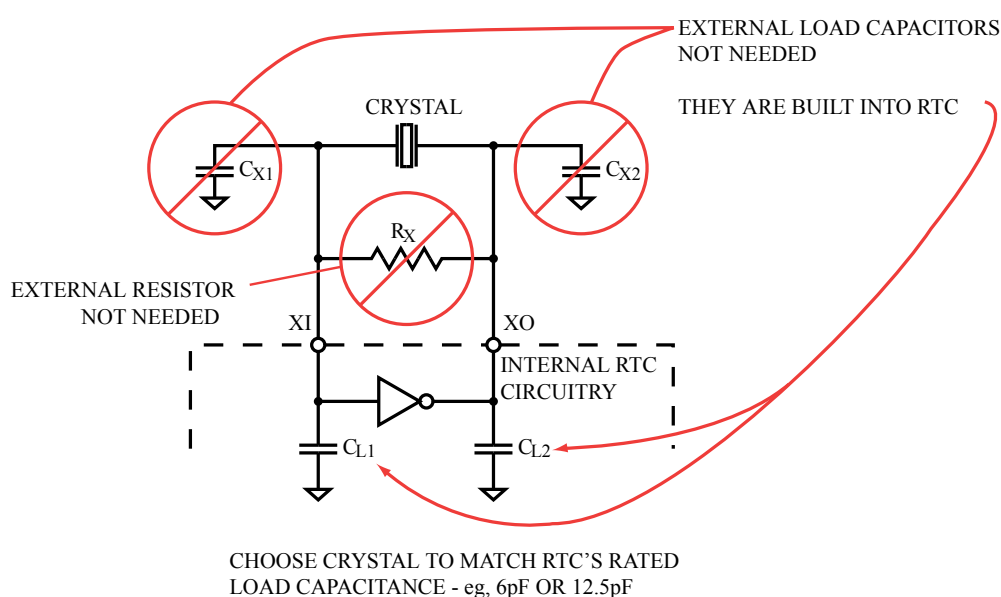 EXTERNAL LOAD CAPACITORS
NOT NEEDED
THEY ARE BUILT INTO RTC
CRYSTAL
CX1
CX2
RX
EXTERNAL RESISTOR
NOT NEEDED
XI
XO
INTERNAL RTC
CIRCUITRY
CL1
CL2
CHOOSE CRYSTAL TO MATCH RTC'S RATED
LOAD CAPACITANCE - eg, 6pF OR 12.5pF